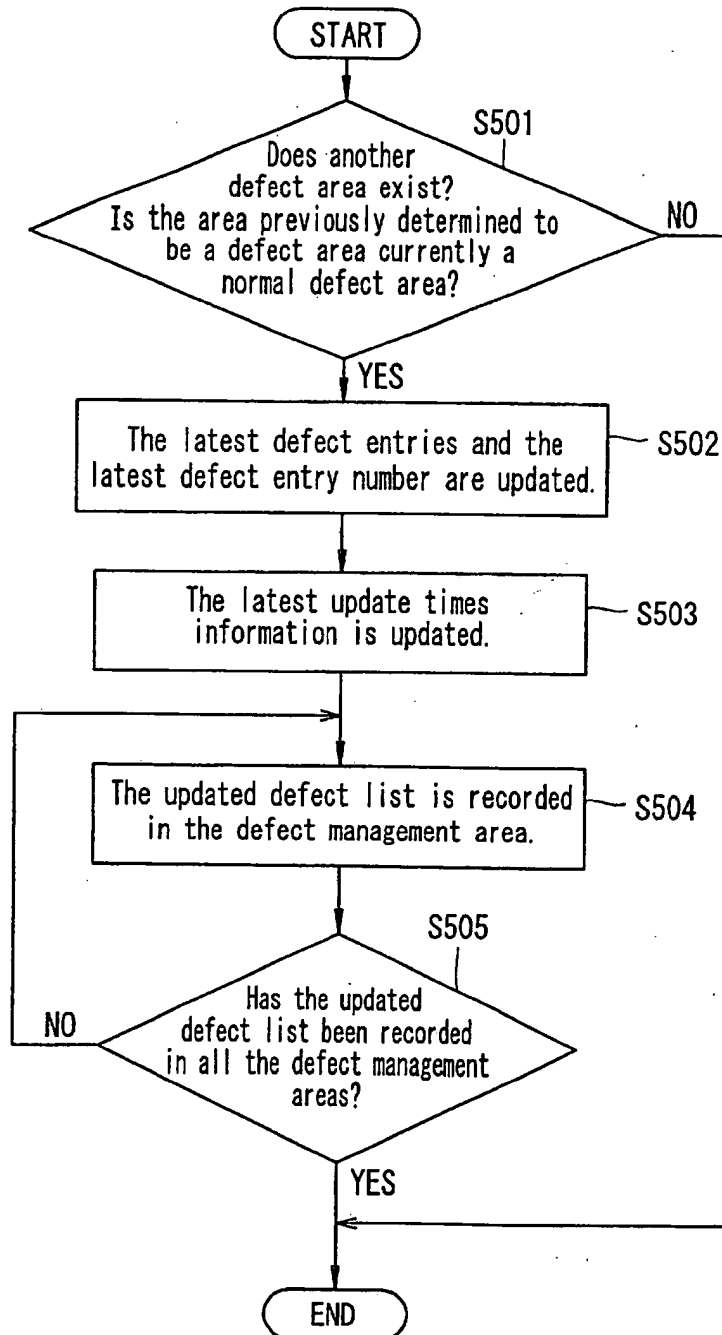 START
S501
Does another
defect area exist?
Is the area previously determined to
be a defect area currently a
normal defect area?
NO
YES
The latest defect entries and the
latest defect entry number are updated.
S502
The latest update times
information is updated.
S503
The updated defect list is recorded
in the defect management area.
S504
S505
Has the updated
defect list been recorded
in all the defect management
areas?
NO
YES
END